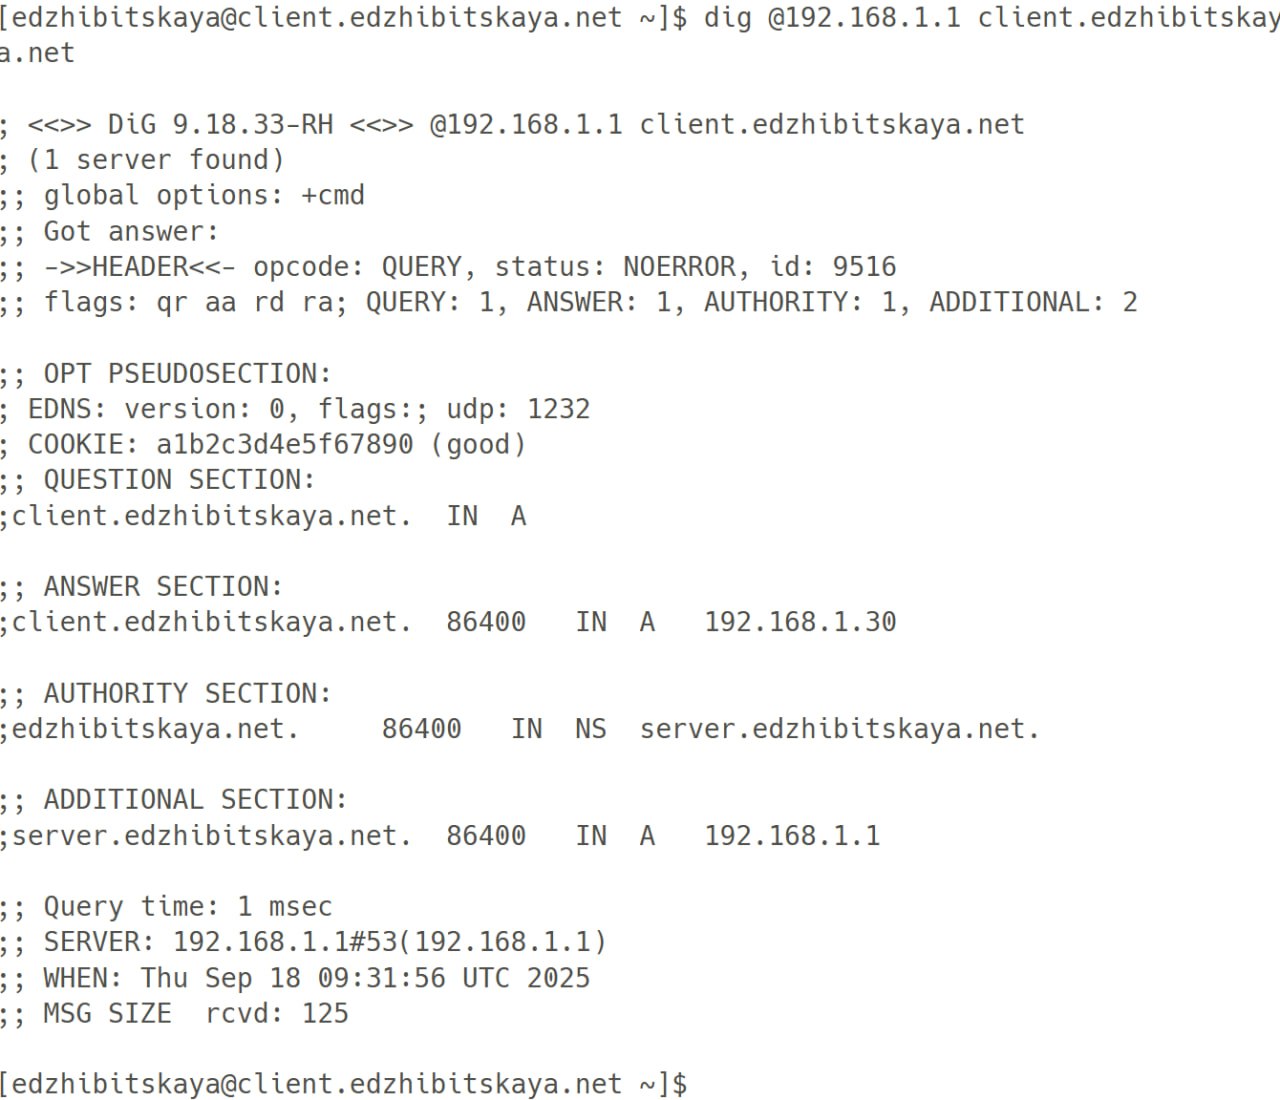 [edzhibitskaya@client.edzhibitskaya.net ~]$ dig @192.168.1.1 client.edzhibitskay
a.net
; <<>> DiG 9.18.33-RH <<>> @192.168.1.1 client.edzhibitskaya.net
; (1 server found)
;; global options: +cmd
;; Got answer:
;; ->>HEADER<<- opcode: QUERY, status: NOERROR, id: 9516
;; flags: qr aa rd ra; QUERY: 1, ANSWER: 1, AUTHORITY: 1, ADDITIONAL: 2
;; OPT PSEUDOSECTION:
; EDNS: version: 0, flags:; udp: 1232
; COOKIE: a1b2c3d4e5f67890 (good)
;; QUESTION SECTION:
;client.edzhibitskaya.net.  IN  A
;; ANSWER SECTION:
;client.edzhibitskaya.net.  86400   IN  A   192.168.1.30
;; AUTHORITY SECTION:
;edzhibitskaya.net.     86400   IN  NS  server.edzhibitskaya.net.
;; ADDITIONAL SECTION:
;server.edzhibitskaya.net.  86400   IN  A   192.168.1.1
;; Query time: 1 msec
;; SERVER: 192.168.1.1#53(192.168.1.1)
;; WHEN: Thu Sep 18 09:31:56 UTC 2025
;; MSG SIZE  rcvd: 125
[edzhibitskaya@client.edzhibitskaya.net ~]$